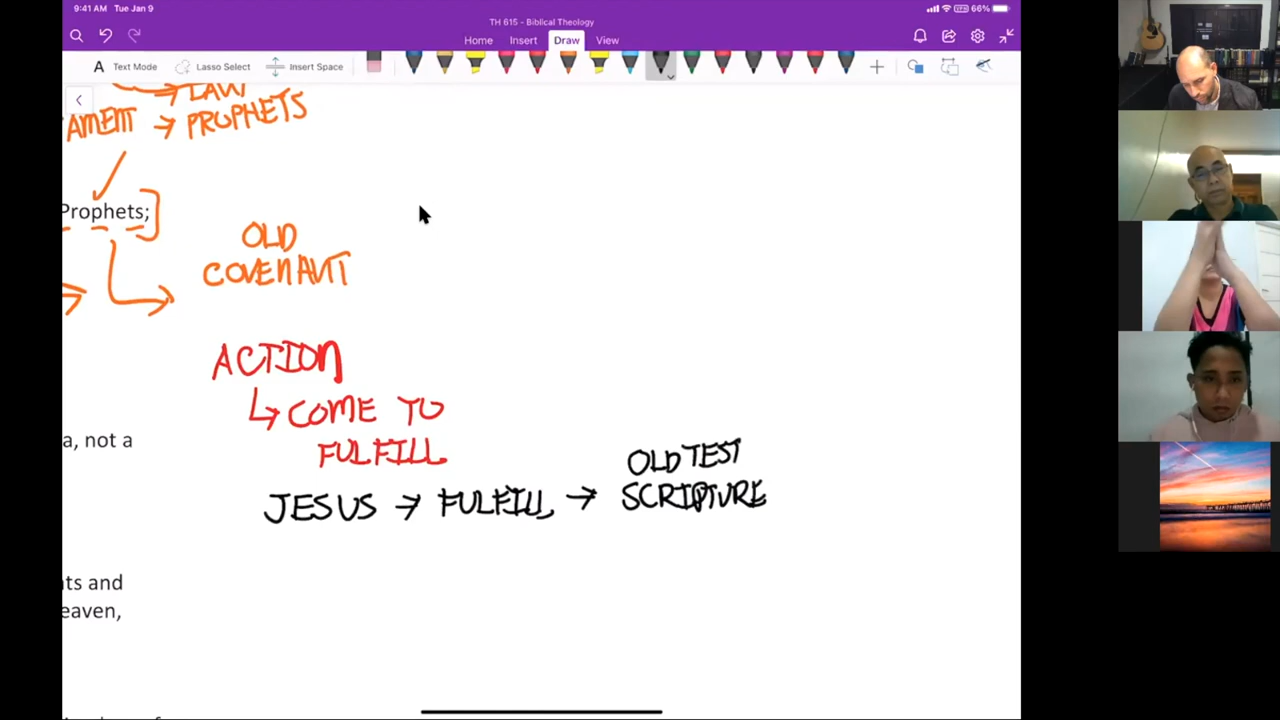 9:41 AM Tue Jan 9
66%
TH 615 - Biblical Theology
Home Insert Draw View
A Text Mode Lasso Select Insert Space
LAW
AMENT → PROPHETS
Prophets;
OLD
COVENANT
ACTION
↳ COME TO
FULFILL
a, not a
OLD TEST
JESUS → FULFILL → SCRIPTURE
nts and
eaven,